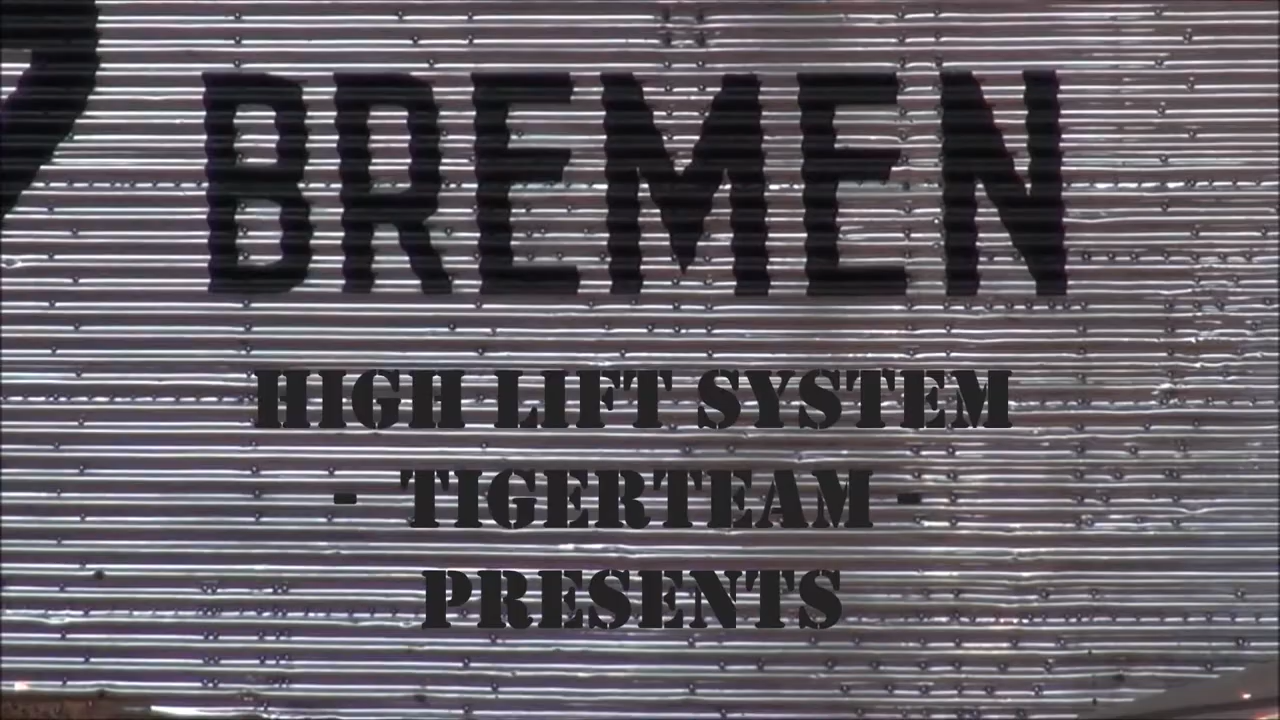 BREMEN
HIGH LIFT SYSTEM
- TIGERTEAM -
PRESENTS